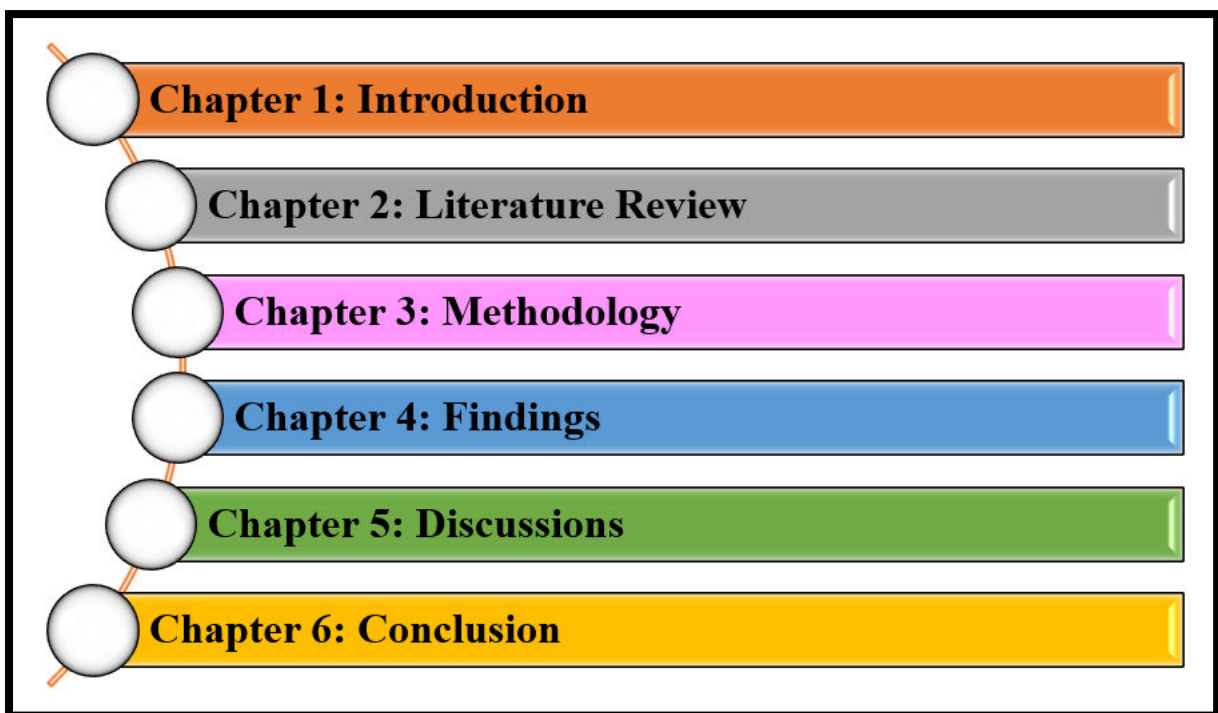 Chapter 1: Introduction
Chapter 2: Literature Review
Chapter 3: Methodology
Chapter 4: Findings
Chapter 5: Discussions
Chapter 6: Conclusion